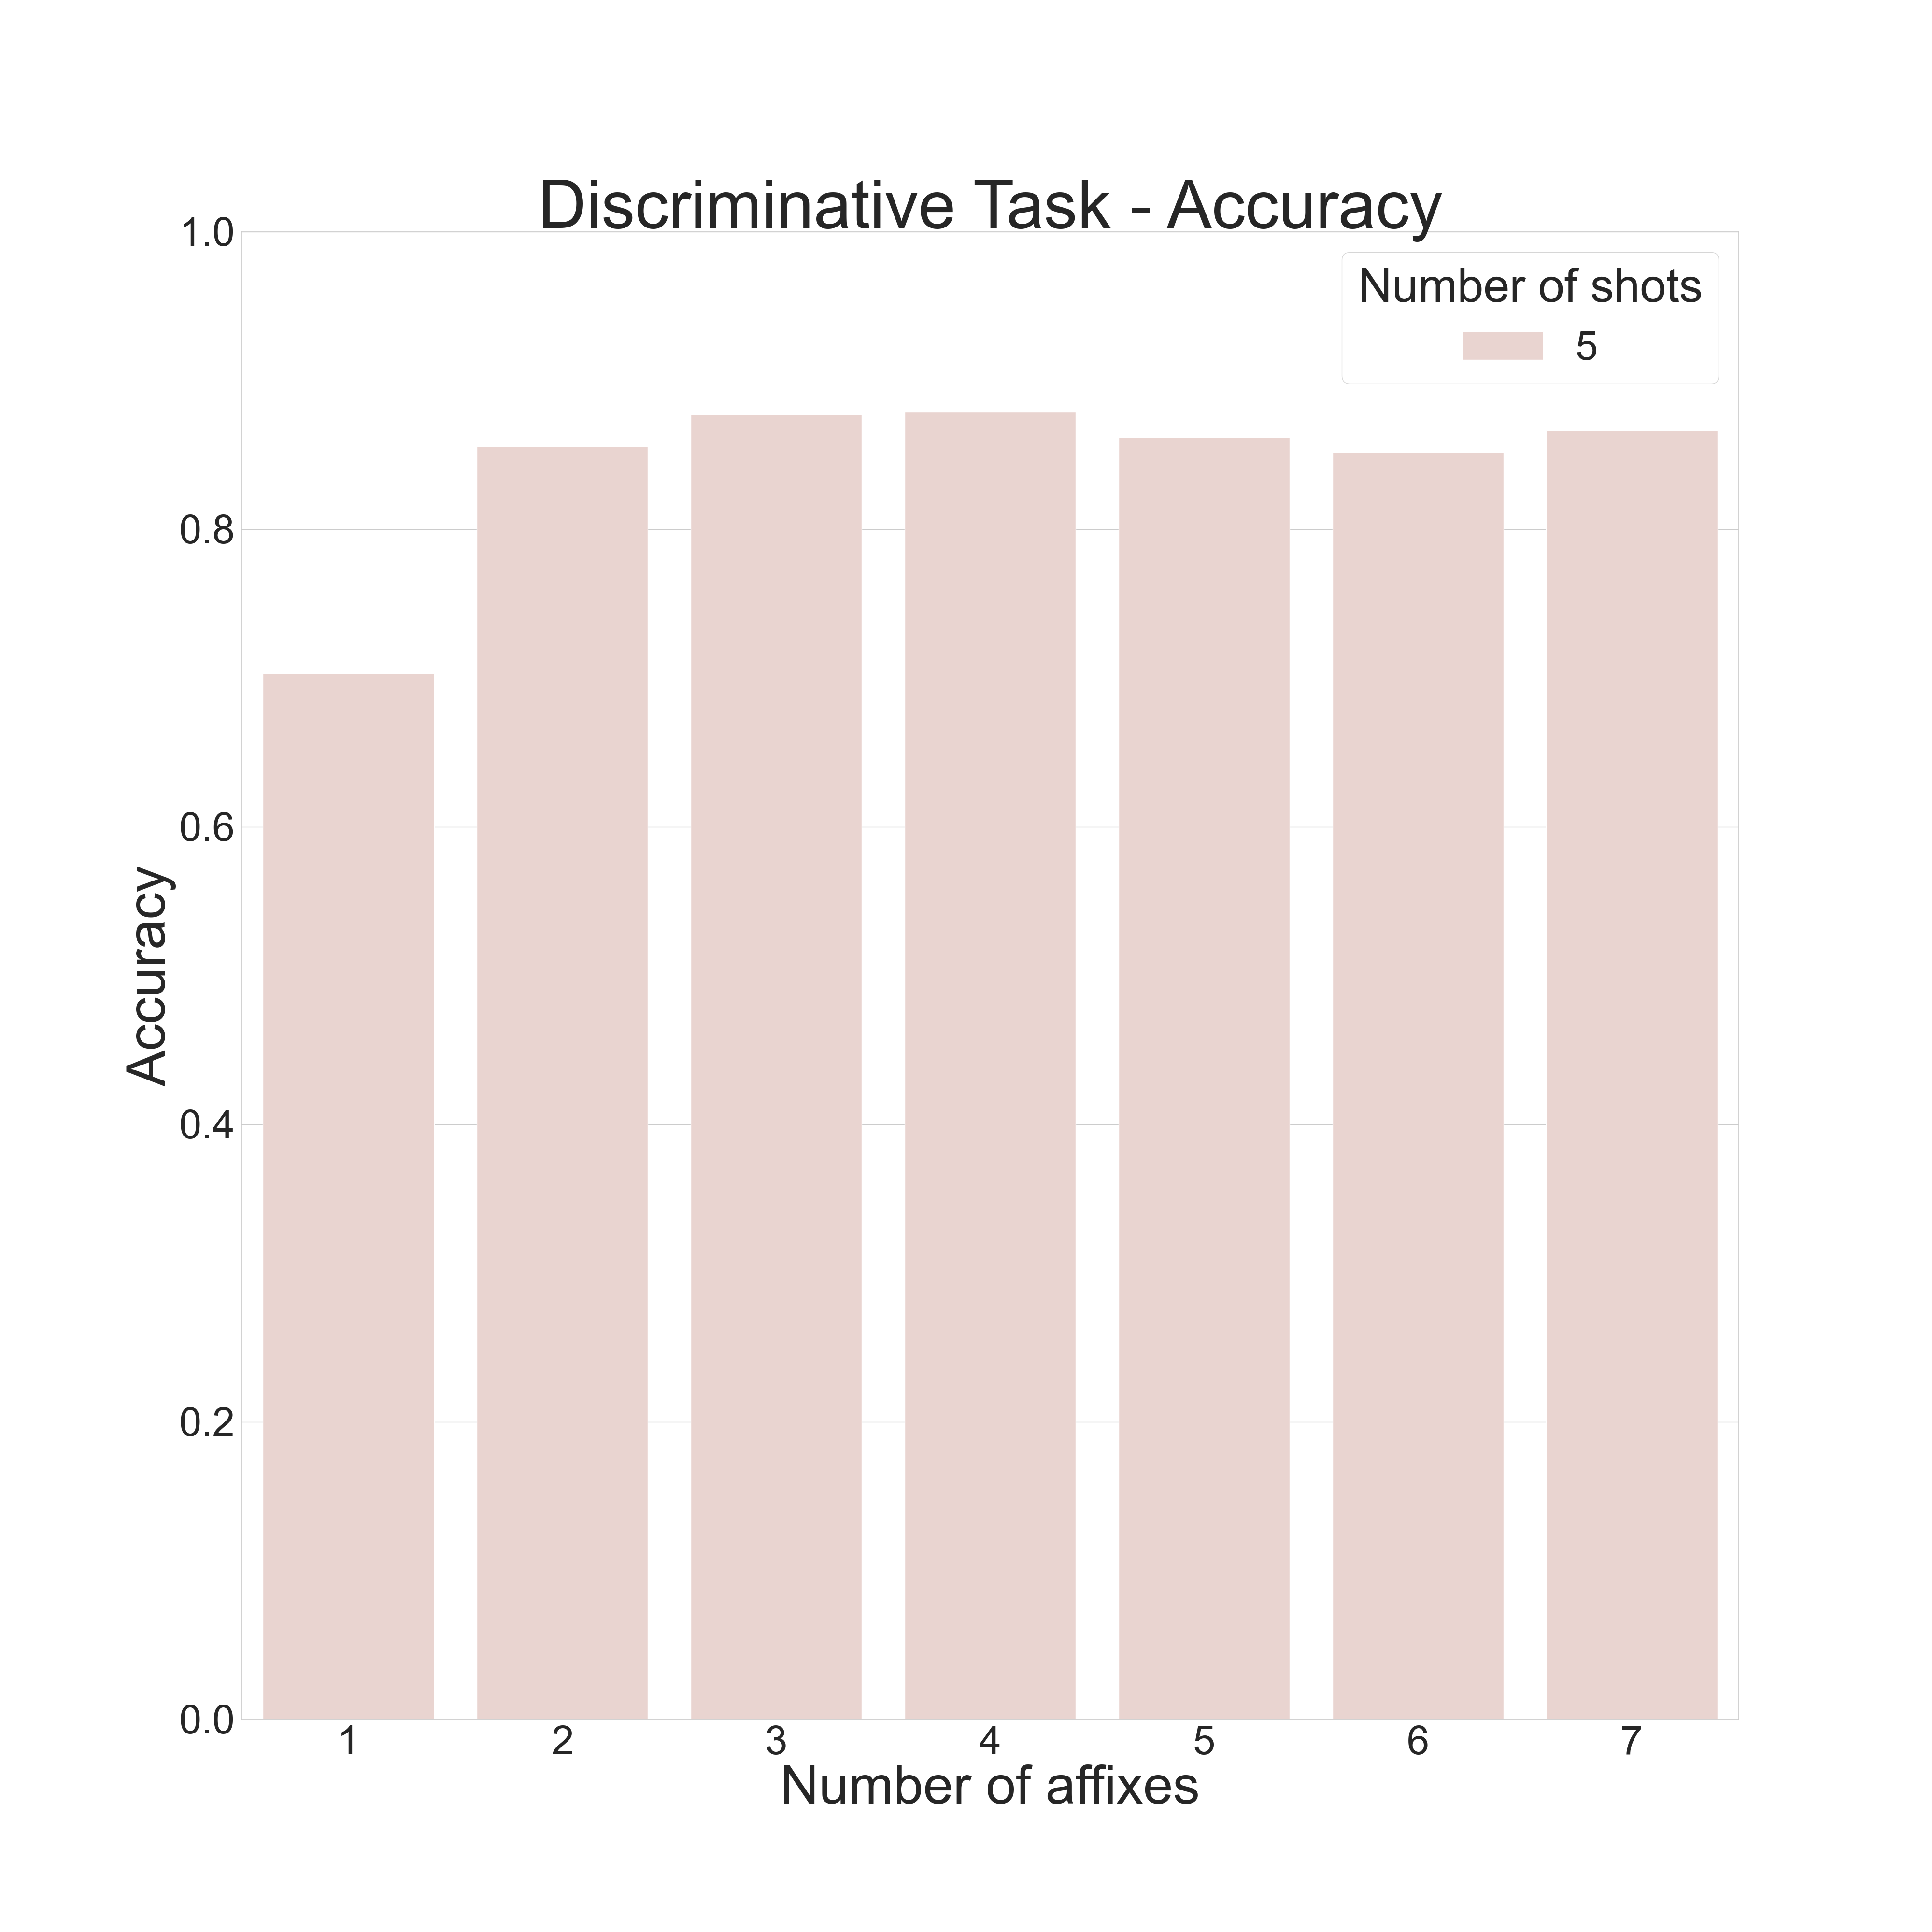 Discriminative Task - Accuracy
1.0
Number of shots
5
0.8
0.6
Accuracy
0.4
0.2
0.0
1 2 3 4 5 6 7
Number of affixes